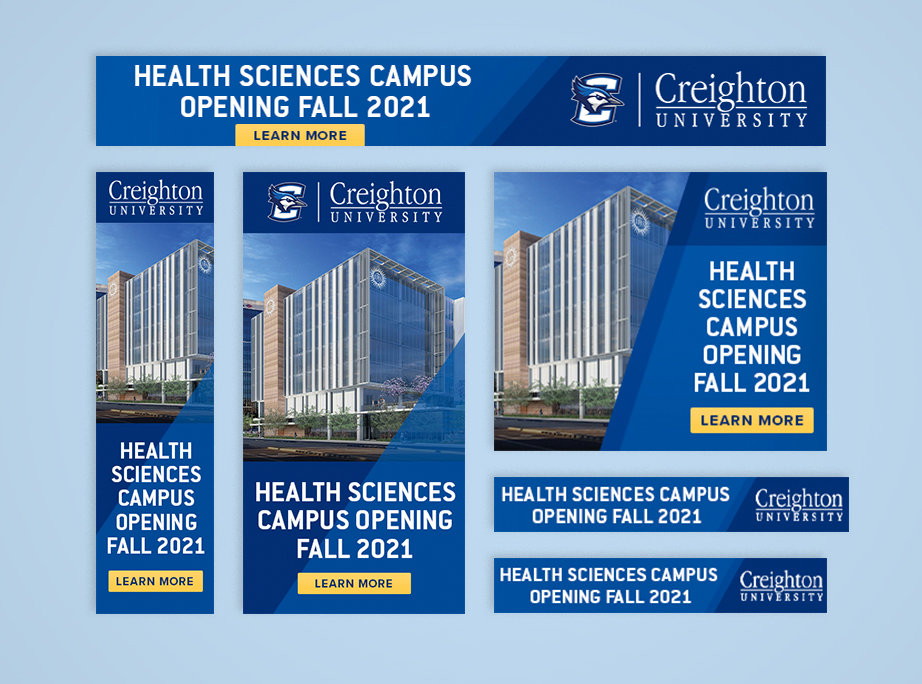 HEALTH SCIENCES CAMPUS
OPENING FALL 2021
LEARN MORE
Creighton
UNIVERSITY
Creighton
UNIVERSITY
HEALTH
SCIENCES
CAMPUS
OPENING
FALL 2021
LEARN MORE
Creighton
UNIVERSITY
HEALTH SCIENCES
CAMPUS OPENING
FALL 2021
LEARN MORE
Creighton
UNIVERSITY
HEALTH
SCIENCES
CAMPUS
OPENING
FALL 2021
LEARN MORE
HEALTH SCIENCES CAMPUS
OPENING FALL 2021
Creighton
UNIVERSITY
HEALTH SCIENCES CAMPUS
OPENING FALL 2021
Creighton
UNIVERSITY